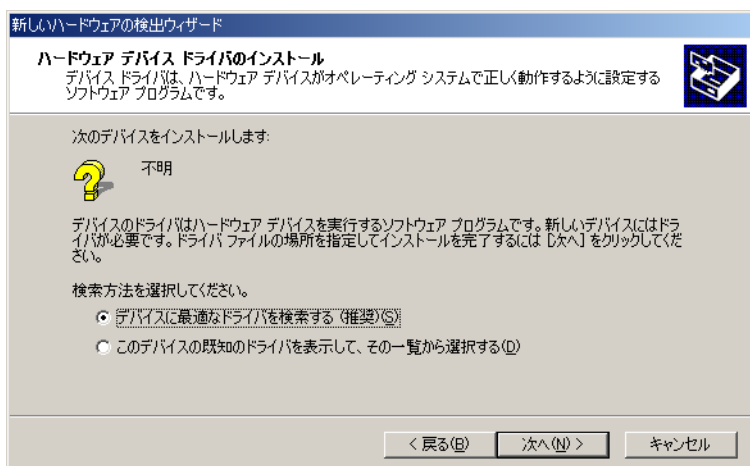 新しいハードウェアの検出ウィザード
ハードウェア デバイス ドライバのインストール
デバイス ドライバは、ハードウェア デバイスがオペレーティング システムで正しく動作するように設定する
ソフトウェア プログラムです。
次のデバイスをインストールします:
不明
デバイスのドライバはハードウェア デバイスを実行するソフトウェア プログラムです。新しいデバイスにはドラ
イバが必要です。ドライバ ファイルの場所を指定してインストールを完了するには [次へ] をクリックしてくだ
さい。
検索方法を選択してください。
デバイスに最適なドライバを検索する (推奨)(S)
このデバイスの既知のドライバを表示して、その一覧から選択する(D)
< 戻る(B) 次へ(N) > キャンセル